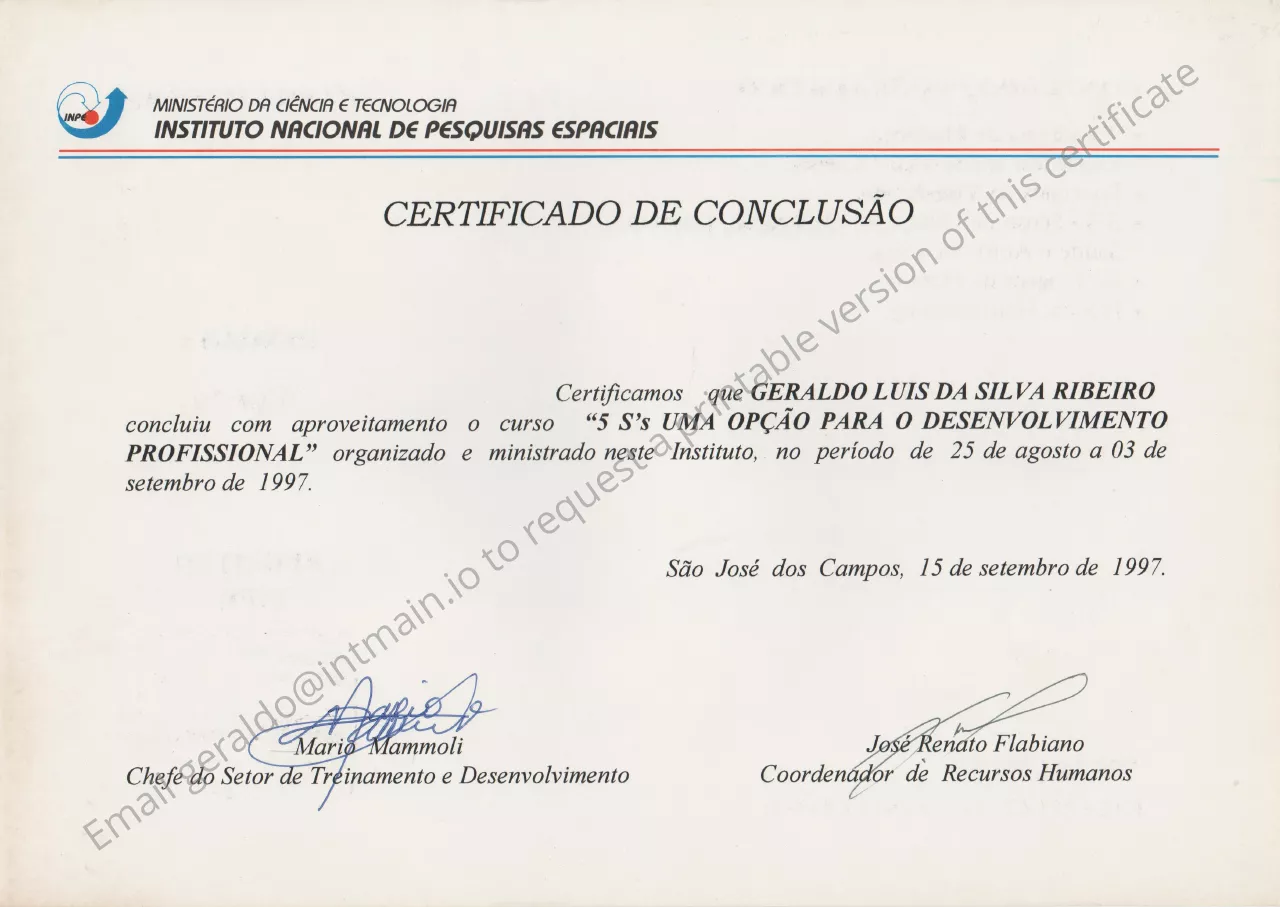 INPE
MINISTÉRIO DA CIÊNCIA E TECNOLOGIA
INSTITUTO NACIONAL DE PESQUISAS ESPACIAIS
CERTIFICADO DE CONCLUSÃO
Certificamos que GERALDO LUIS DA SILVA RIBEIRO
concluiu com aproveitamento o curso “5 S's UMA OPÇÃO PARA O DESENVOLVIMENTO
PROFISSIONAL” organizado e ministrado neste Instituto, no período de 25 de agosto a 03 de
setembro de 1997.
São José dos Campos, 15 de setembro de 1997.
Mario Mammoli
Chefe do Setor de Treinamento e Desenvolvimento
José Renato Flabiano
Coordenador de Recursos Humanos
Email geraldo@intmain.io to request a printable version of this certificate